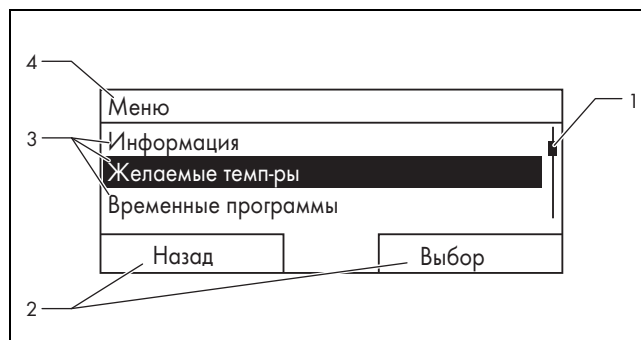 4
Меню
1
3
Информация
Желаемые темп-ры
Временные программы
Назад
Выбор
2